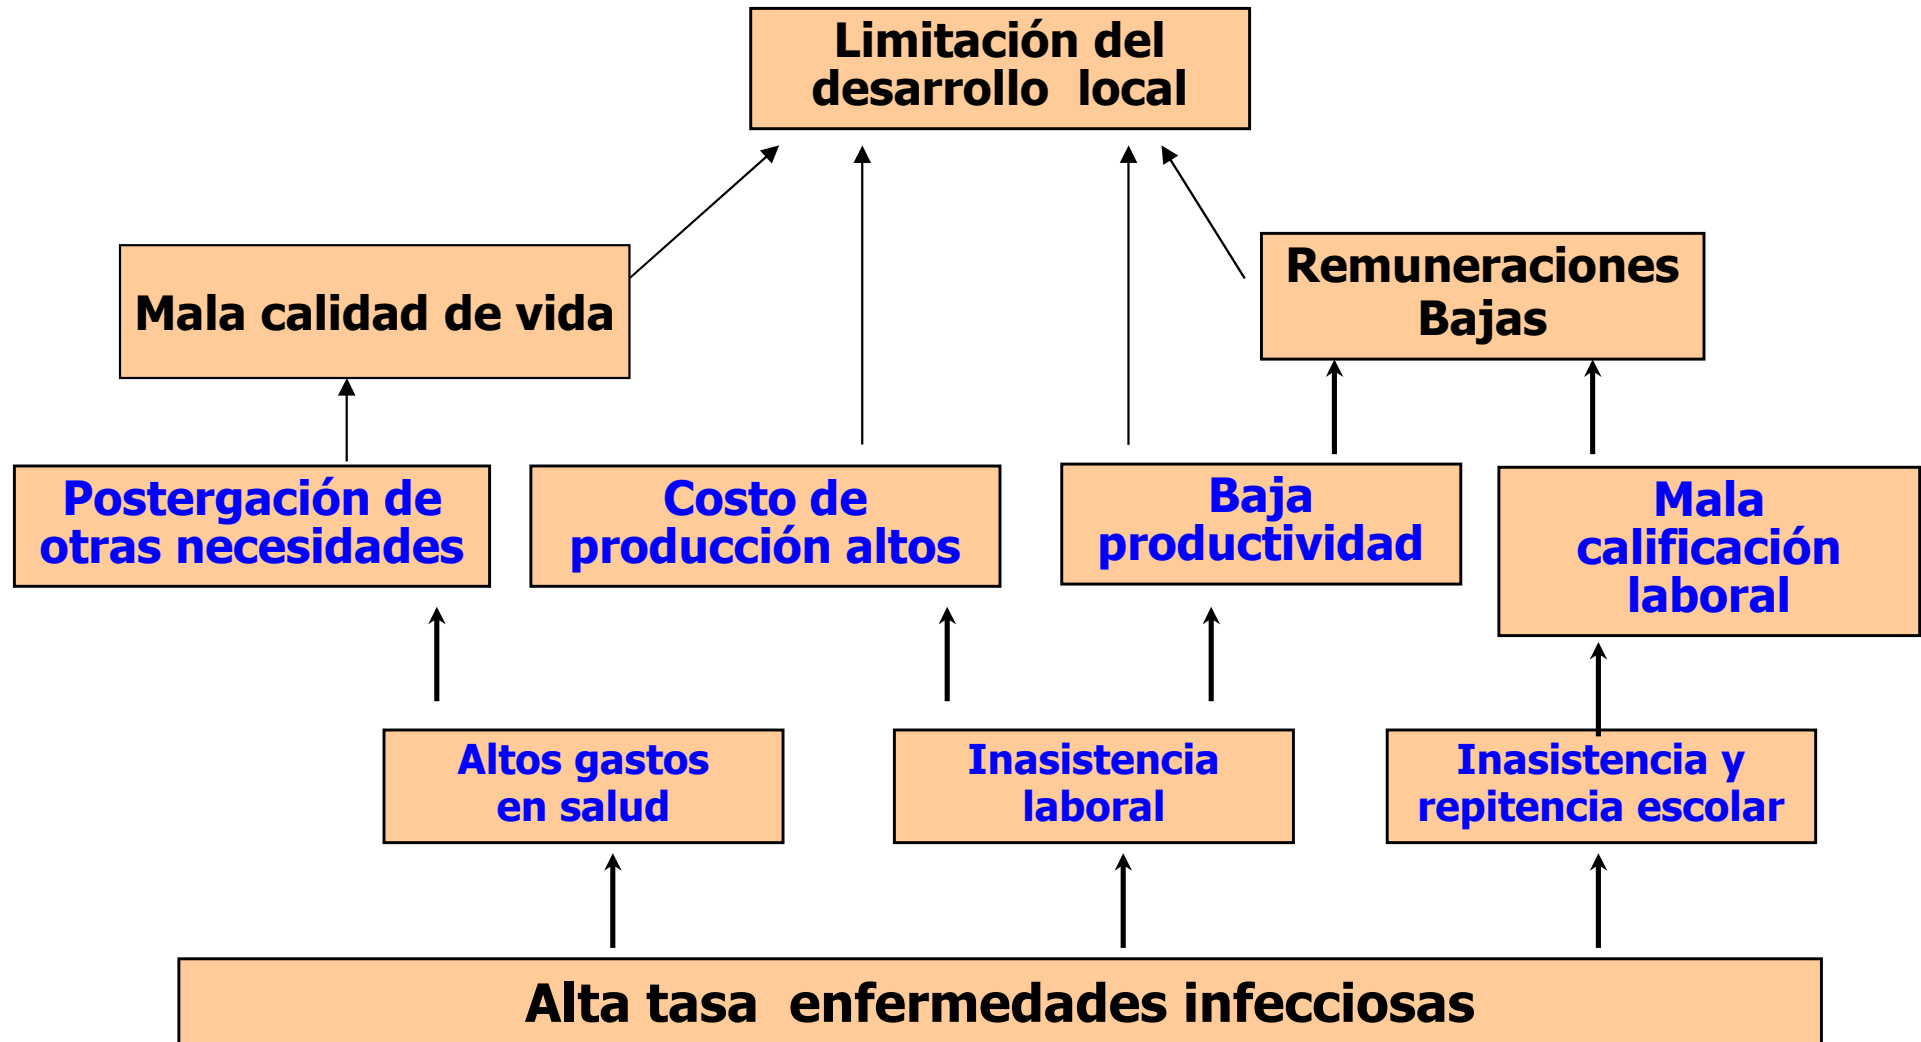 Limitación del
desarrollo local
Mala calidad de vida
Remuneraciones
Bajas
Postergación de
otras necesidades
Costo de
producción altos
Baja
productividad
Mala
calificación
laboral
Altos gastos
en salud
Inasistencia
laboral
Inasistencia y
repitencia escolar
Alta tasa enfermedades infecciosas